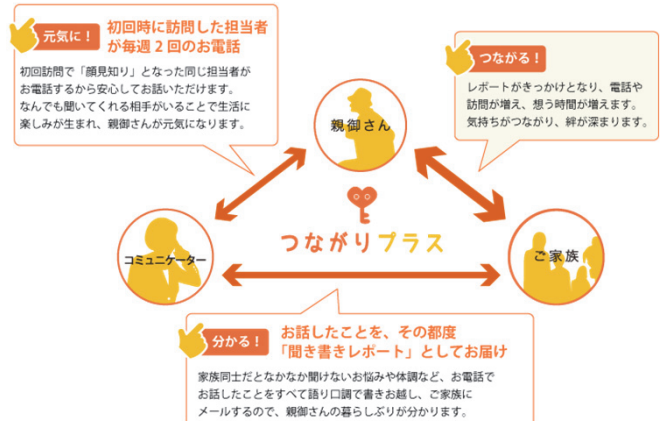 元気に！
初回時に訪問した担当者
が毎週2回のお電話
初回訪問で「顔見知り」となった同じ担当者が
お電話するから安心してお話いただけます。
なんでも聞いてくれる相手がいることで生活に
楽しみが生まれ、親御さんが元気になります。
つながる！
レポートがきっかけとなり、電話や
訪問が増え、想う時間が増えます。
気持ちがつながり、絆が深まります。
親御さん
つながりプラス
コミュニケーター
ご家族
分かる！
お話したことを、その都度
「聞き書きレポート」としてお届け
家族同士だとなかなか聞けないお悩みや体調など、お電話で
お話したことをすべて語り口調で書きお越し、ご家族に
メールするので、親御さんの暮らしぶりが分かります。